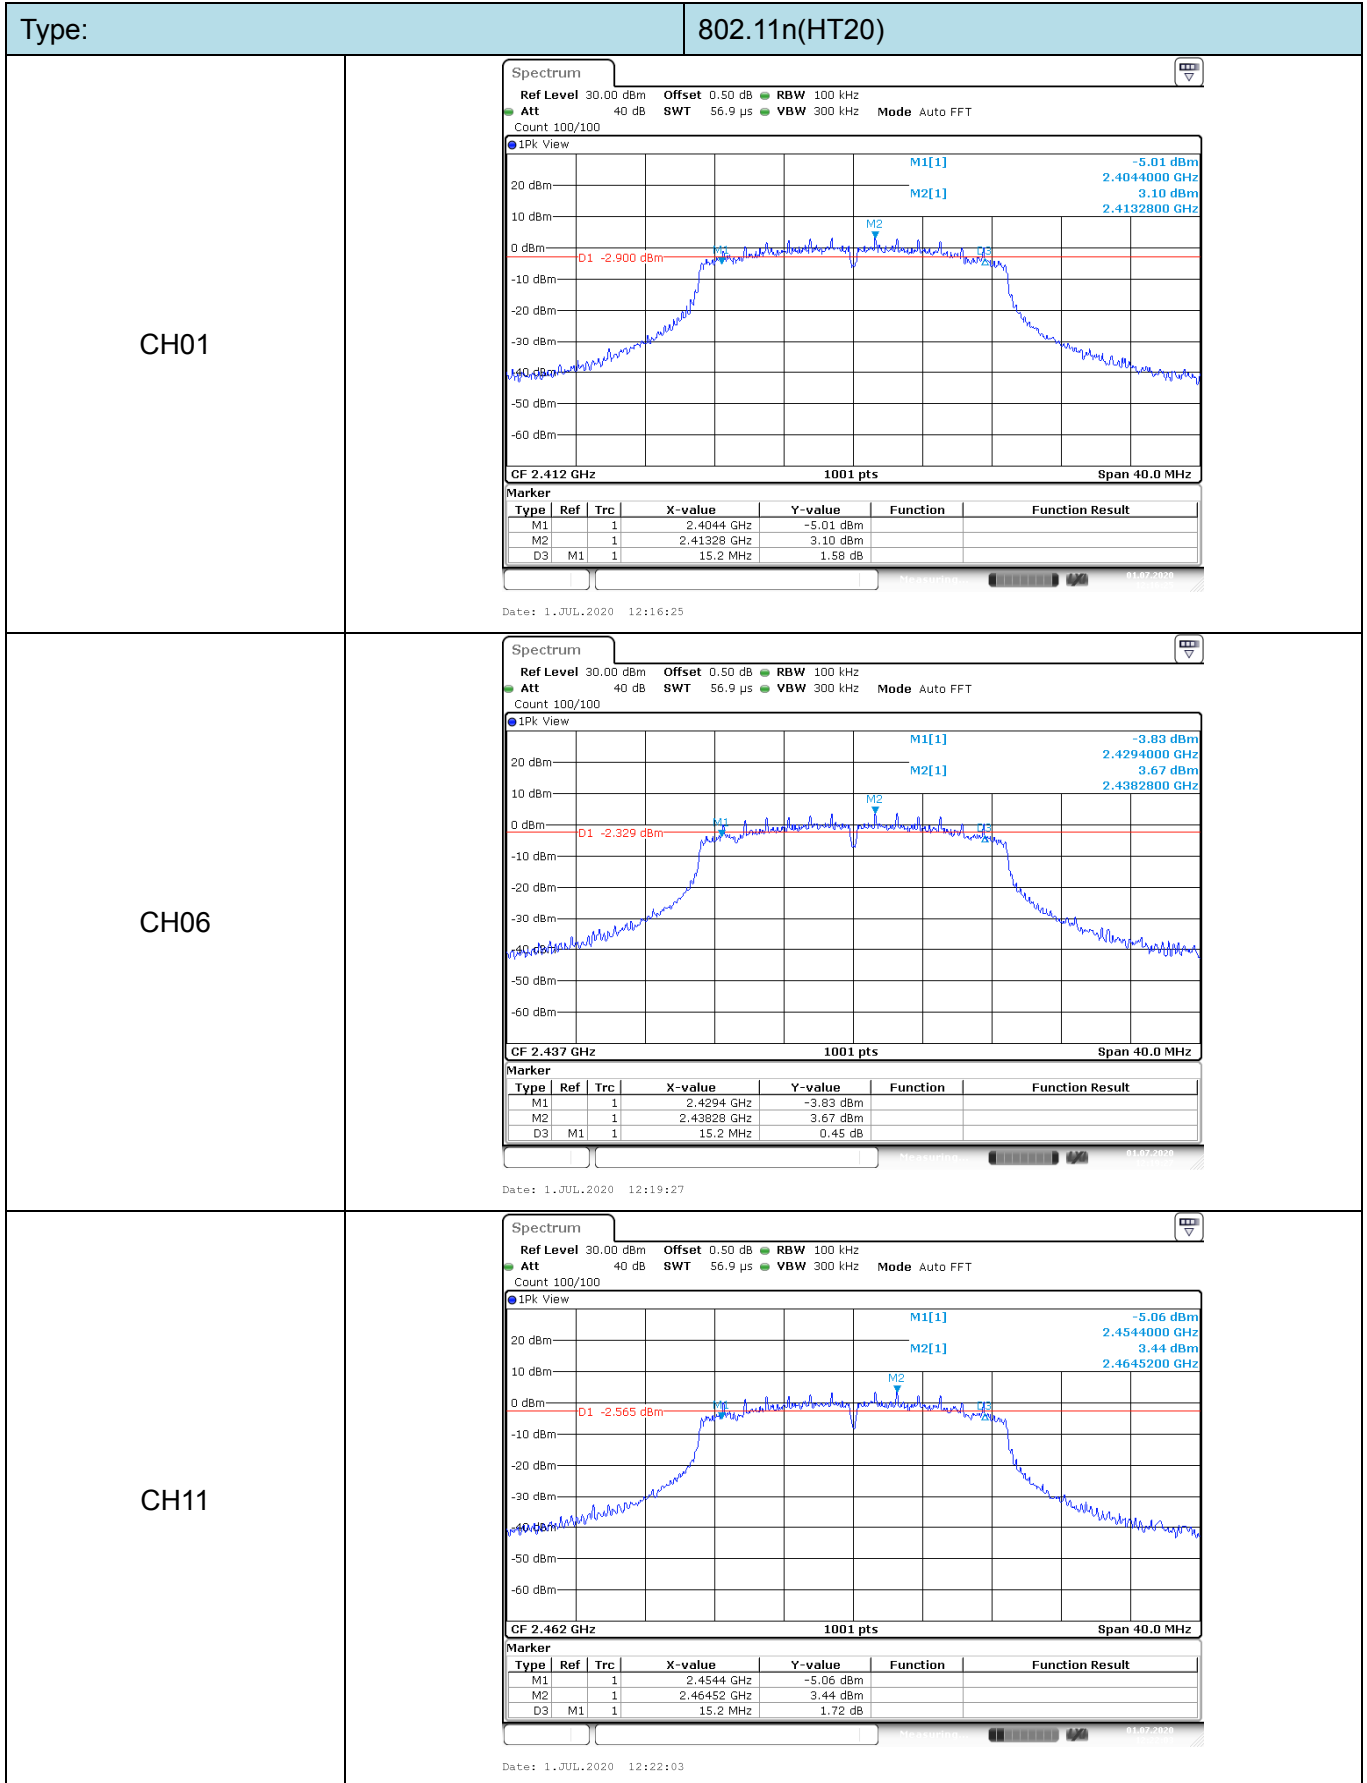 Type: 802.11n(HT20)
CH01
Spectrum
Ref Level 30.00 dBm Offset 0.50 dB RBW 100 kHz
Att 40 dB SWT 56.9 µs VBW 300 kHz Mode Auto FFT
Count 100/100
1Pk View
M1[1] -5.01 dBm
2.4044000 GHz
20 dBm
M2[1] 3.10 dBm
2.4132800 GHz
10 dBm
M2
0 dBm
M1 D3
D1 -2.900 dBm
-10 dBm
-20 dBm
-30 dBm
-40 dBm
-50 dBm
-60 dBm
CF 2.412 GHz 1001 pts Span 40.0 MHz
Marker
Type Ref Trc X-value Y-value Function Function Result
M1 1 2.4044 GHz -5.01 dBm
M2 1 2.41328 GHz 3.10 dBm
D3 M1 1 15.2 MHz 1.58 dB
Measuring... 01.07.2020
Date: 1.JUL.2020 12:16:25
CH06
Spectrum
Ref Level 30.00 dBm Offset 0.50 dB RBW 100 kHz
Att 40 dB SWT 56.9 µs VBW 300 kHz Mode Auto FFT
Count 100/100
1Pk View
M1[1] -3.83 dBm
2.4294000 GHz
20 dBm
M2[1] 3.67 dBm
2.4382800 GHz
10 dBm
M2
0 dBm
M1 D3
D1 -2.329 dBm
-10 dBm
-20 dBm
-30 dBm
-40 dBm
-50 dBm
-60 dBm
CF 2.437 GHz 1001 pts Span 40.0 MHz
Marker
Type Ref Trc X-value Y-value Function Function Result
M1 1 2.4294 GHz -3.83 dBm
M2 1 2.43828 GHz 3.67 dBm
D3 M1 1 15.2 MHz 0.45 dB
Measuring... 01.07.2020
Date: 1.JUL.2020 12:19:27
CH11
Spectrum
Ref Level 30.00 dBm Offset 0.50 dB RBW 100 kHz
Att 40 dB SWT 56.9 µs VBW 300 kHz Mode Auto FFT
Count 100/100
1Pk View
M1[1] -5.06 dBm
2.4544000 GHz
20 dBm
M2[1] 3.44 dBm
2.4645200 GHz
10 dBm
M2
0 dBm
M1 D3
D1 -2.565 dBm
-10 dBm
-20 dBm
-30 dBm
-40 dBm
-50 dBm
-60 dBm
CF 2.462 GHz 1001 pts Span 40.0 MHz
Marker
Type Ref Trc X-value Y-value Function Function Result
M1 1 2.4544 GHz -5.06 dBm
M2 1 2.46452 GHz 3.44 dBm
D3 M1 1 15.2 MHz 1.72 dB
Measuring... 01.07.2020
Date: 1.JUL.2020 12:22:03